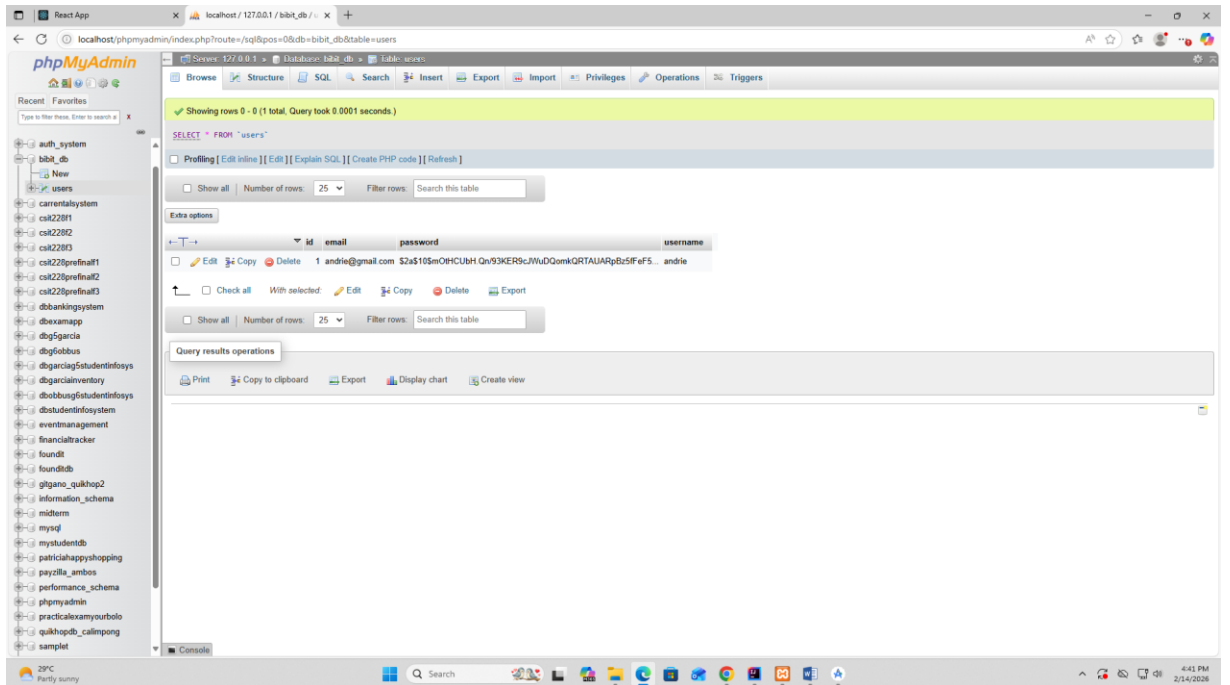 React App
localhost / 127.0.0.1 / bibit_db / u
localhost/phpmyadmin/index.php?route=/sql&pos=0&db=bibit_db&table=users
phpMyAdmin
Recent Favorites
Type to filter these, Enter to search a X
auth_system
bibit_db
New
users
carrentalsystem
csit228f1
csit228f2
csit228f3
csit228prefinalf1
csit228prefinalf2
csit228prefinalf3
dbbankingsystem
dbexamapp
dbg5garcia
dbg6obbus
dbgarciag5studentinfosys
dbgarciainventory
dbobbusg6studentinfosys
dbstudentinfosystem
eventmanagement
financialtracker
foundit
founditdb
gitgano_quikhop2
information_schema
midterm
mysql
mystudentdb
patriciahappyshopping
payzilla_ambos
performance_schema
phpmyadmin
practicalexamyourbolo
quikhopdb_calimpong
samplet
Server: 127.0.0.1 » Database: bibit_db » Table: users
Browse Structure SQL Search Insert Export Import Privileges Operations Triggers
Showing rows 0 - 0 (1 total, Query took 0.0001 seconds.)
SELECT * FROM `users`
Profiling [ Edit inline ] [ Edit ] [ Explain SQL ] [ Create PHP code ] [ Refresh ]
Show all | Number of rows: 25 Filter rows: Search this table
Extra options
id email password username
Edit Copy Delete 1 andrie@gmail.com $2a$10$mOtHCUbH.Qn/93KER9cJWuDQomkQRTAUARpBz5fFeF5... andrie
Check all With selected: Edit Copy Delete Export
Show all | Number of rows: 25 Filter rows: Search this table
Query results operations
Print Copy to clipboard Export Display chart Create view
Console
29°C
Partly sunny
Search
4:41 PM
2/14/2026